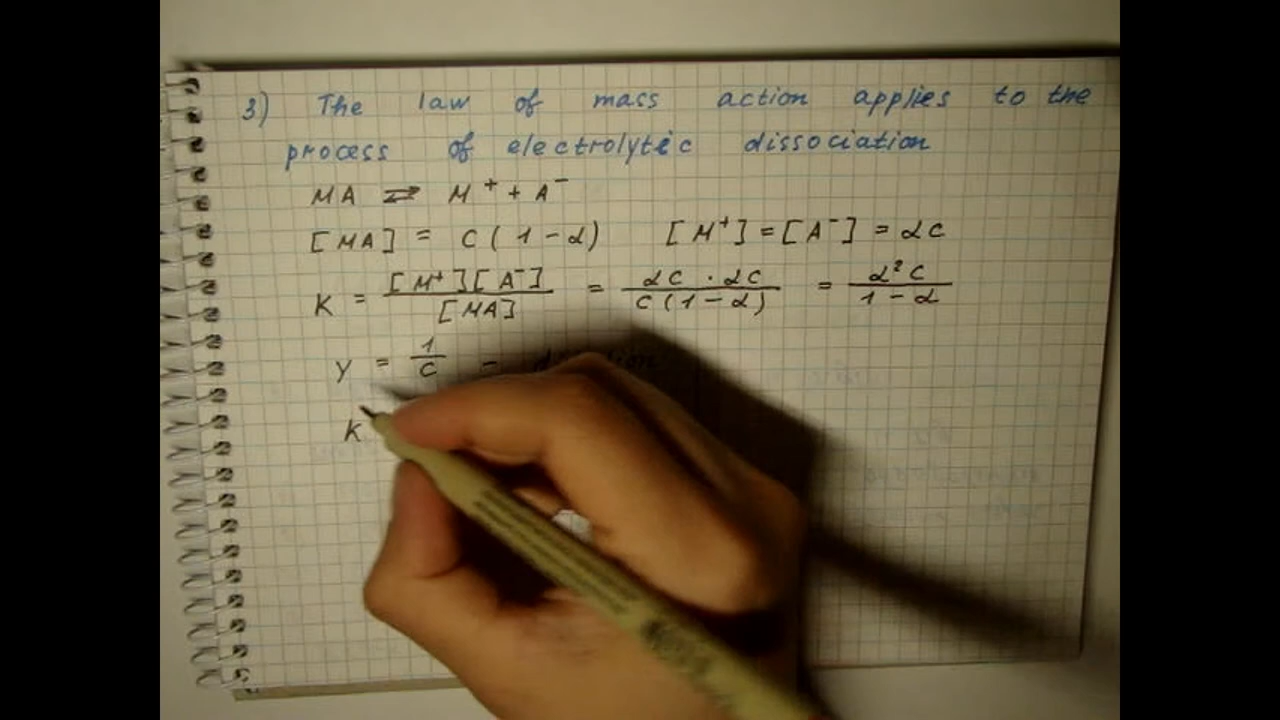 3) The law of mass action applies to the
process of electrolytic dissociation
MA ⇄ M⁺ + A⁻
[MA] = C(1-α) [M⁺]=[A⁻] = αC
K = [M⁺][A⁻]/[MA] = αC·αC/C(1-α) = α²C/1-α
Y = 1/C -
K